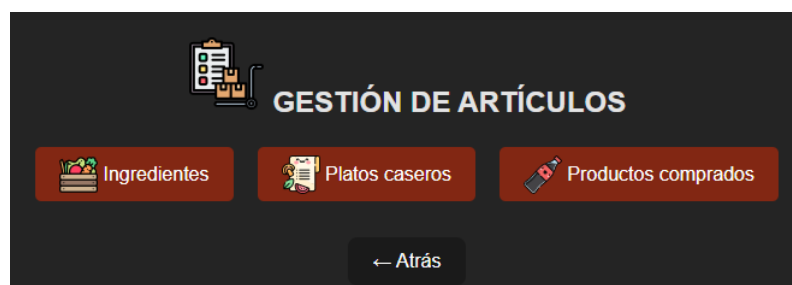 GESTIÓN DE ARTÍCULOS
Ingredientes Platos caseros Productos comprados
← Atrás